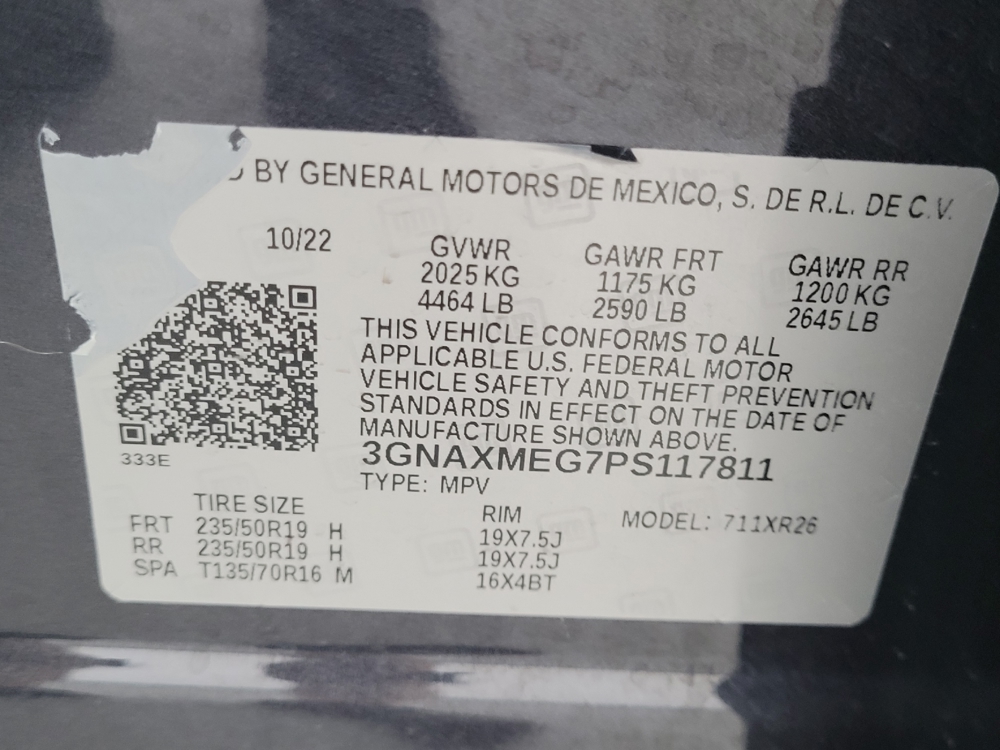 D BY GENERAL MOTORS DE MEXICO, S. DE R.L. DE C.V.
10/22
GVWR
2025 KG
4464 LB
GAWR FRT
1175 KG
2590 LB
GAWR RR
1200 KG
2645 LB
THIS VEHICLE CONFORMS TO ALL
APPLICABLE U.S. FEDERAL MOTOR
VEHICLE SAFETY AND THEFT PREVENTION
STANDARDS IN EFFECT ON THE DATE OF
MANUFACTURE SHOWN ABOVE.
3GNAXMEG7PS117811
333E
TYPE: MPV
TIRE SIZE RIM MODEL: 711XR26
FRT 235/50R19 H 19X7.5J
RR 235/50R19 H 19X7.5J
SPA T135/70R16 M 16X4BT